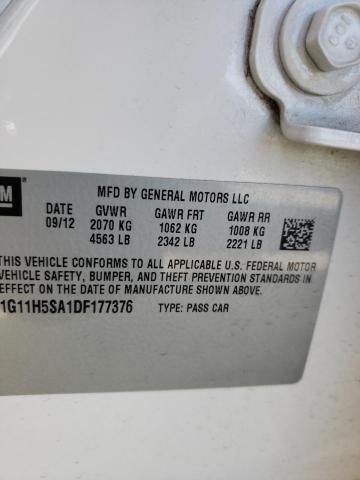 GM
MFD BY GENERAL MOTORS LLC
DATE GVWR GAWR FRT GAWR RR
09/12 2070 KG 1062 KG 1008 KG
4563 LB 2342 LB 2221 LB
THIS VEHICLE CONFORMS TO ALL APPLICABLE U.S. FEDERAL MOTOR
VEHICLE SAFETY, BUMPER, AND THEFT PREVENTION STANDARDS IN
EFFECT ON THE DATE OF MANUFACTURE SHOWN ABOVE.
1G11H5SA1DF177376 TYPE: PASS CAR